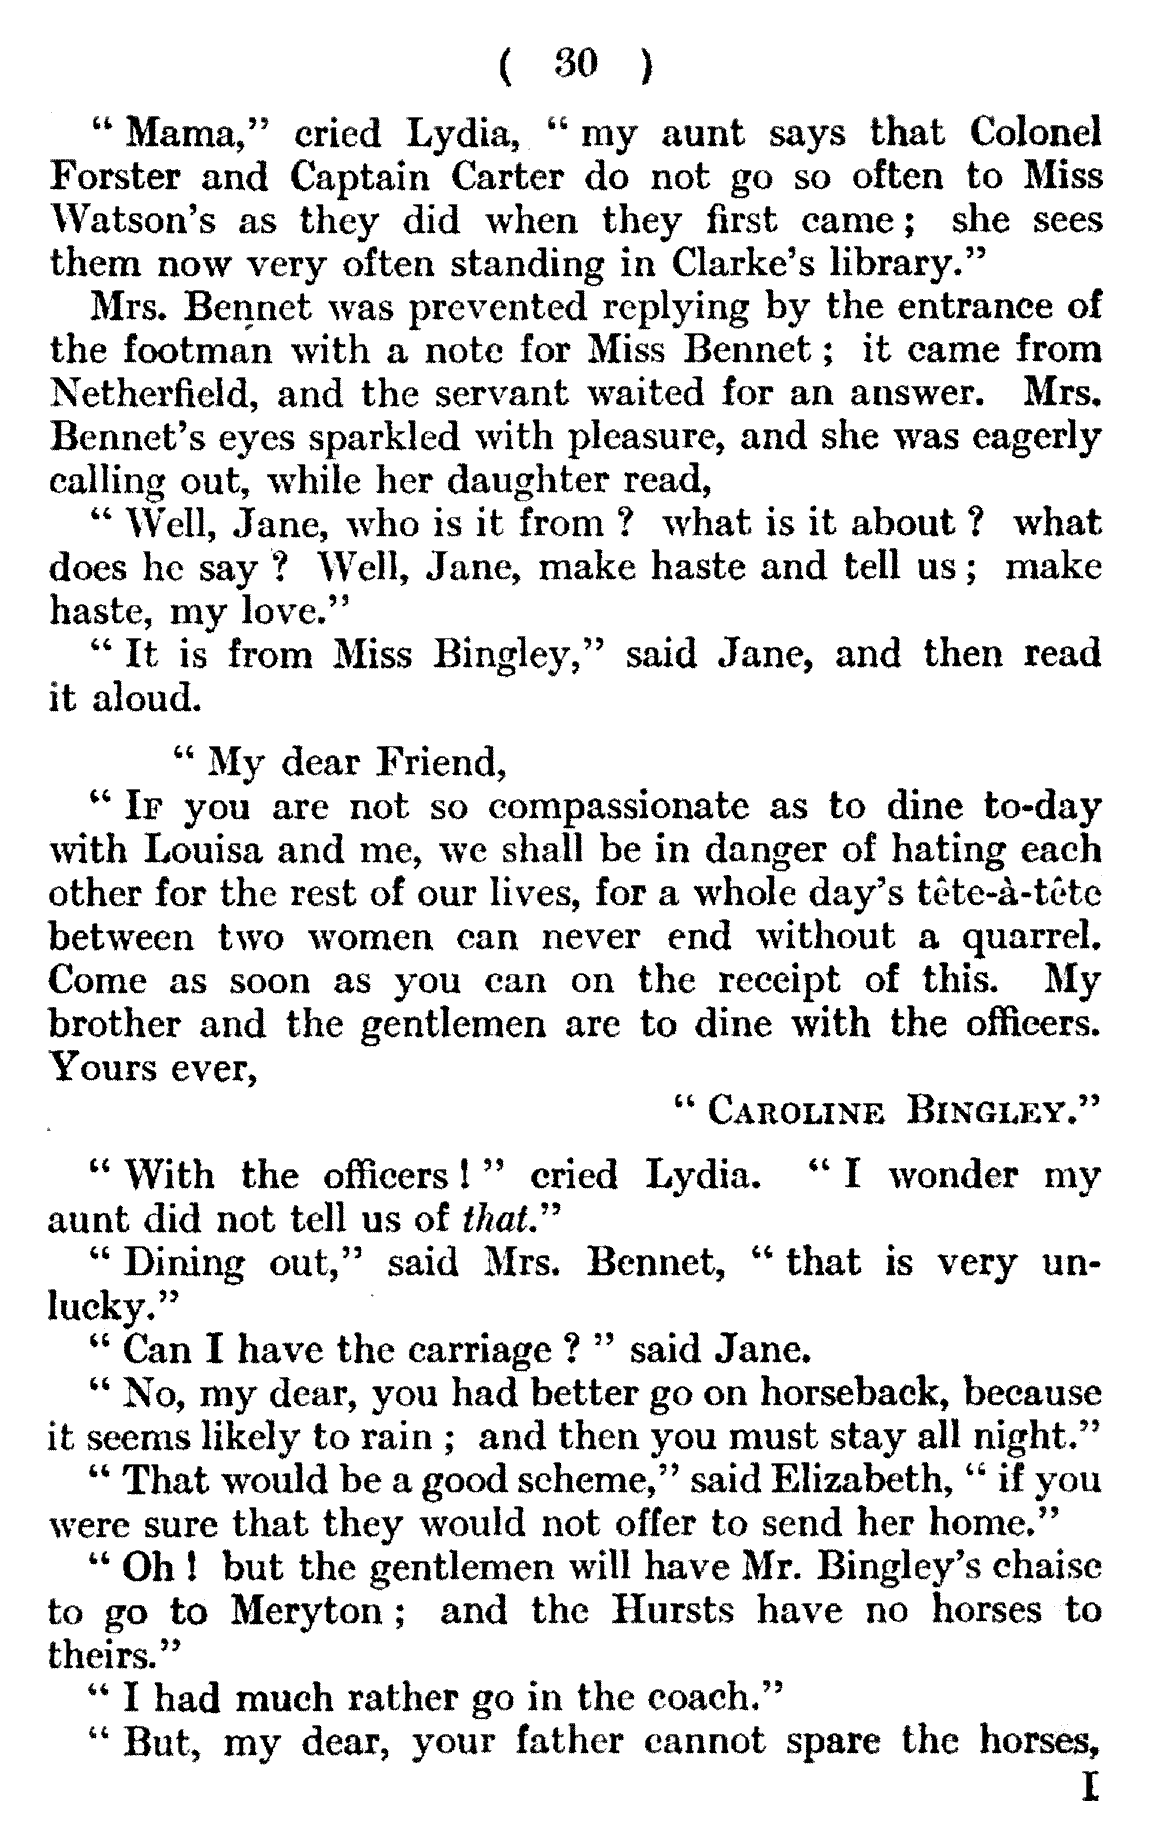 ( 30 )
“ Mama,” cried Lydia, “ my aunt says that Colonel
Forster and Captain Carter do not go so often to Miss
Watson’s as they did when they first came ; she sees
them now very often standing in Clarke’s library.”
Mrs. Bennet was prevented replying by the entrance of
the footman with a note for Miss Bennet ; it came from
Netherfield, and the servant waited for an answer. Mrs.
Bennet’s eyes sparkled with pleasure, and she was eagerly
calling out, while her daughter read,
“ Well, Jane, who is it from ? what is it about ? what
does he say ? Well, Jane, make haste and tell us ; make
haste, my love.”
“ It is from Miss Bingley,” said Jane, and then read
it aloud.
“ My dear Friend,
“ IF you are not so compassionate as to dine to-day
with Louisa and me, we shall be in danger of hating each
other for the rest of our lives, for a whole day’s tête-à-tête
between two women can never end without a quarrel.
Come as soon as you can on the receipt of this. My
brother and the gentlemen are to dine with the officers.
Yours ever,
“ CAROLINE BINGLEY.”
“ With the officers ! ” cried Lydia. “ I wonder my
aunt did not tell us of that.”
“ Dining out,” said Mrs. Bennet, “ that is very un-
lucky.”
“ Can I have the carriage ? ” said Jane.
“ No, my dear, you had better go on horseback, because
it seems likely to rain ; and then you must stay all night.”
“ That would be a good scheme,” said Elizabeth, “ if you
were sure that they would not offer to send her home.”
“ Oh ! but the gentlemen will have Mr. Bingley’s chaise
to go to Meryton ; and the Hursts have no horses to
theirs.”
“ I had much rather go in the coach.”
“ But, my dear, your father cannot spare the horses,
I